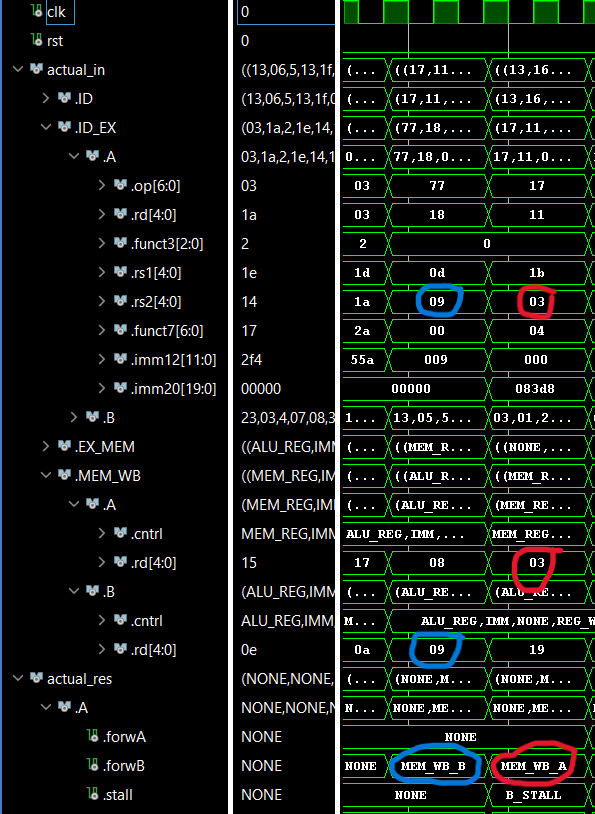 clk 0
rst 0
actual_in ((13,06,5,13,1f, (... ((17,11... ((13,16...
.ID (13,06,5,13,1f,0 (... (17,11,... (13,16,...
.ID_EX (03,1a,2,1e,14, (... (77,18,... (17,11,...
.A 03,1a,2,1e,14,1 0... 77,18,0... 17,11,0...
.op[6:0] 03 03 77 17
.rd[4:0] 1a 03 18 11
.funct3[2:0] 2 2 0
.rs1[4:0] 1e 1d 0d 1b
.rs2[4:0] 14 1a 09 03
.funct7[6:0] 17 2a 00 04
.imm12[11:0] 2f4 55a 009 000
.imm20[19:0] 00000 00000 083d8
.B 23,03,4,07,08,3 1... 13,05,5... 03,01,2...
.EX_MEM ((ALU_REG,IMM (... ((MEM_R... ((NONE,...
.MEM_WB ((MEM_REG,IM (... ((ALU_R... ((MEM_R...
.A (MEM_REG,IMM (... (ALU_RE... (MEM_RE...
.cntrl MEM_REG,IMM, ALU_REG,IMM,... MEM_REG...
.rd[4:0] 15 17 08 03
.B (ALU_REG,IMM (... (ALU_RE... (ALU_RE...
.cntrl ALU_REG,IMM, M... ALU_REG,IMM,NONE,REG_W
.rd[4:0] 0e 0a 09 19
actual_res (NONE,NONE,N (... (NONE,M... (NONE,M...
.A NONE,NONE,N N... NONE,ME... NONE,ME...
.forwA NONE NONE
.forwB NONE NONE MEM_WB_B MEM_WB_A
.stall NONE NONE B_STALL